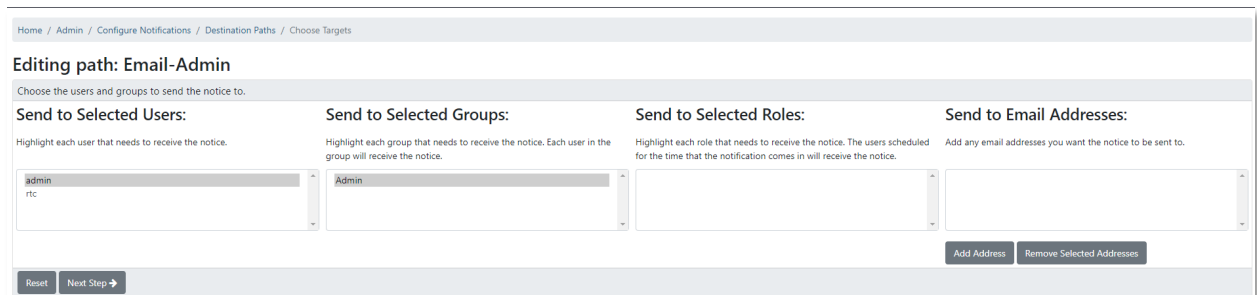 Home / Admin / Configure Notifications / Destination Paths / Choose Targets
Editing path: Email-Admin
Choose the users and groups to send the notice to.
Send to Selected Users:
Highlight each user that needs to receive the notice.
admin
rtc
Send to Selected Groups:
Highlight each group that needs to receive the notice. Each user in the
group will receive the notice.
Admin
Send to Selected Roles:
Highlight each role that needs to receive the notice. The users scheduled
for the time that the notification comes in will receive the notice.
Send to Email Addresses:
Add any email addresses you want the notice to be sent to.
Add Address
Remove Selected Addresses
Reset
Next Step